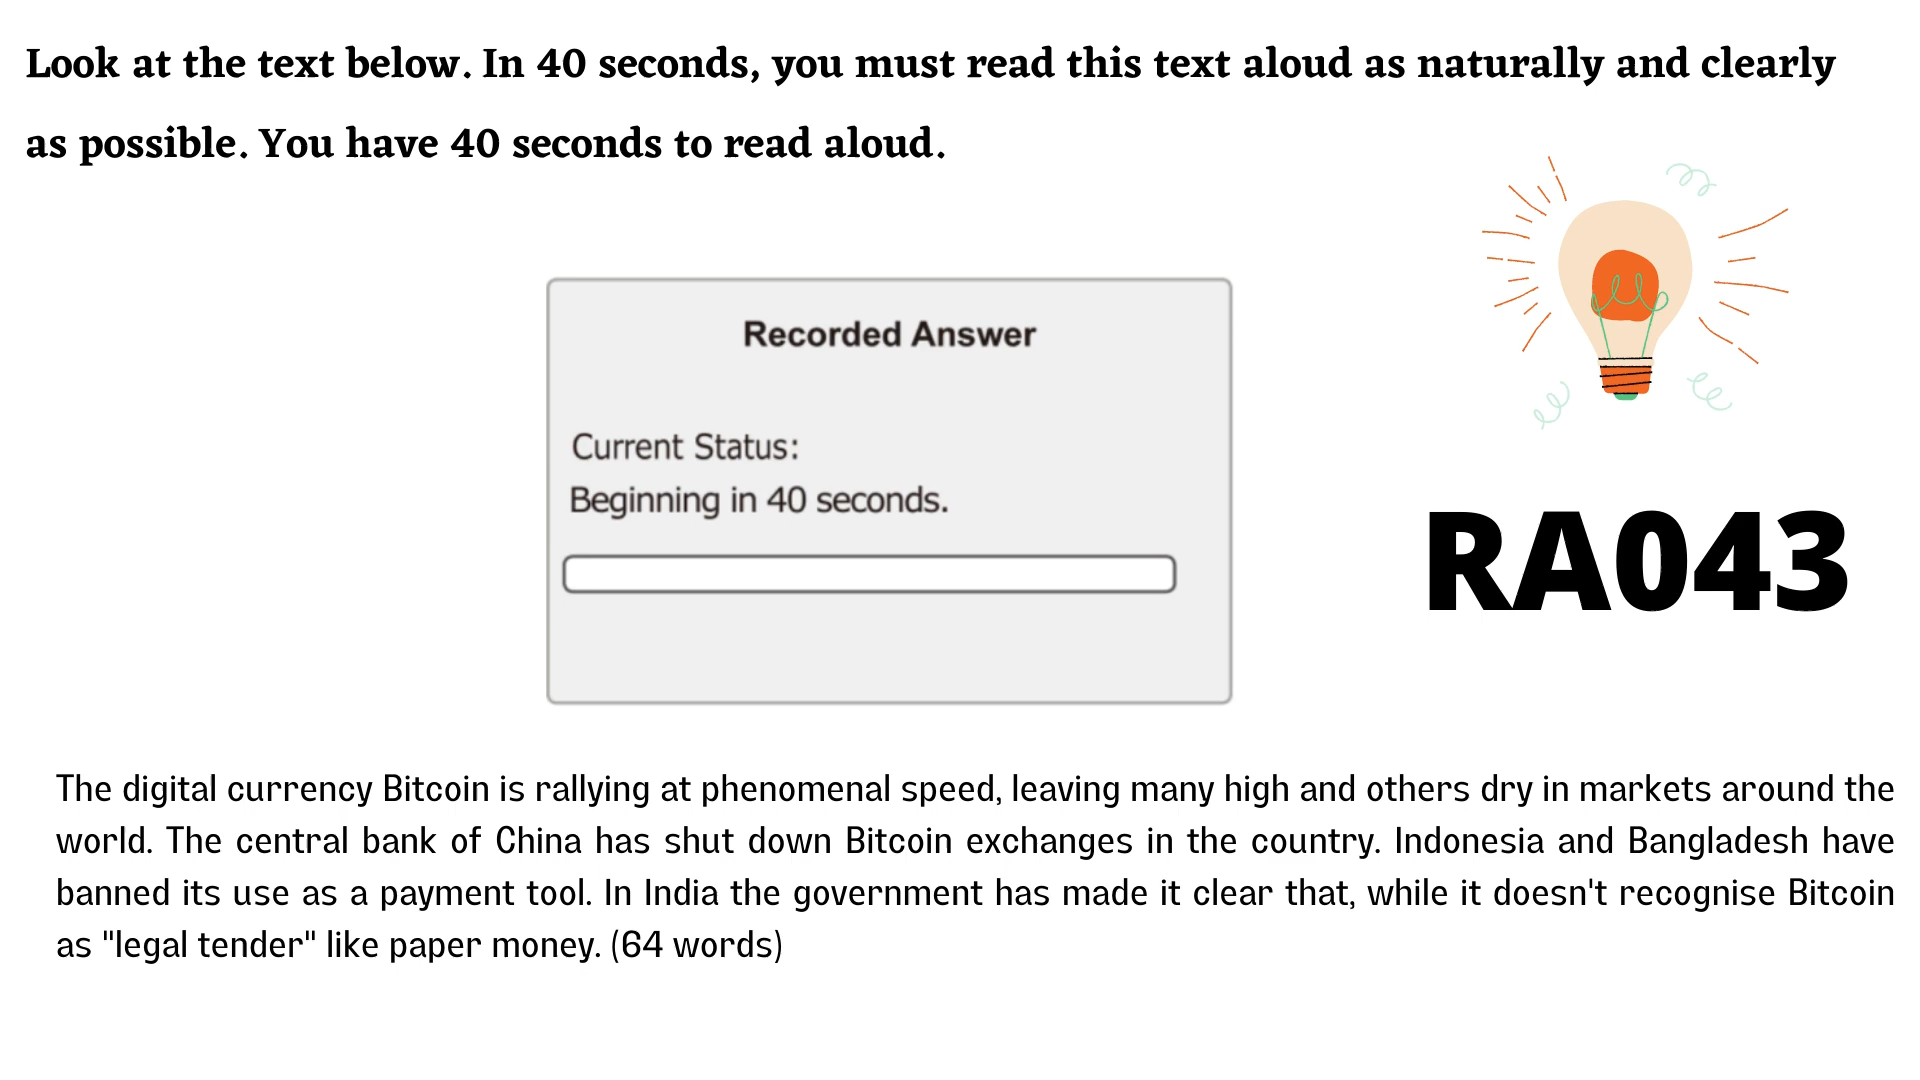 Look at the text below. In 40 seconds, you must read this text aloud as naturally and clearly
as possible. You have 40 seconds to read aloud.
Recorded Answer
Current Status:
Beginning in 40 seconds.
RA043
The digital currency Bitcoin is rallying at phenomenal speed, leaving many high and others dry in markets around the
world. The central bank of China has shut down Bitcoin exchanges in the country. Indonesia and Bangladesh have
banned its use as a payment tool. In India the government has made it clear that, while it doesn't recognise Bitcoin
as "legal tender" like paper money. (64 words)